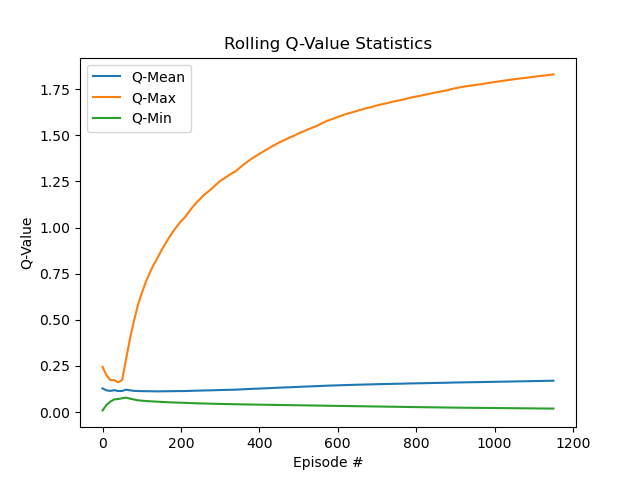 Rolling Q-Value Statistics
Q-Mean
Q-Max
Q-Min
1.75
1.50
1.25
1.00
0.75
0.50
0.25
0.00
Q-Value
0 200 400 600 800 1000 1200
Episode #